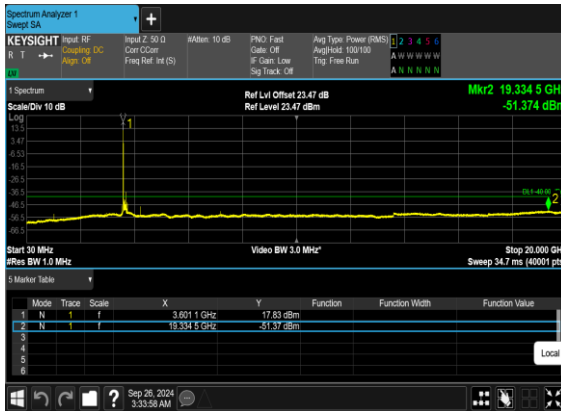 Spectrum Analyzer 1
Swept SA
+
KEYSIGHT
R T
LXI
Input: RF
Coupling: DC
Align: Off
Input Z: 50 Ω
Corr CCorr
Freq Ref: Int (S)
#Atten: 10 dB
PNO: Fast
Gate: Off
IF Gain: Low
Sig Track: Off
Avg Type: Power (RMS)
Avg|Hold: 100/100
Trig: Free Run
1 2 3 4 5 6
A W W W W W
A N N N N N
1 Spectrum
Scale/Div 10 dB
Ref Lvl Offset 23.47 dB
Ref Level 23.47 dBm
Mkr2 19.334 5 GH
-51.374 dBm
Log
13.5
3.47
-6.53
-16.5
-26.5
-36.5
-46.5
-56.5
-66.5
1
2
Start 30 MHz
#Res BW 1.0 MHz
Video BW 3.0 MHz*
Stop 20.000 GH
Sweep 34.7 ms (40001 pts
5 Marker Table
Mode Trace Scale X Y Function Function Width Function Value
1 N 1 f 3.601 1 GHz 17.83 dBm
2 N 1 f 19.334 5 GHz -51.37 dBm
3
4
5
6
Local
?
Sep 26, 2024
3:33:58 AM